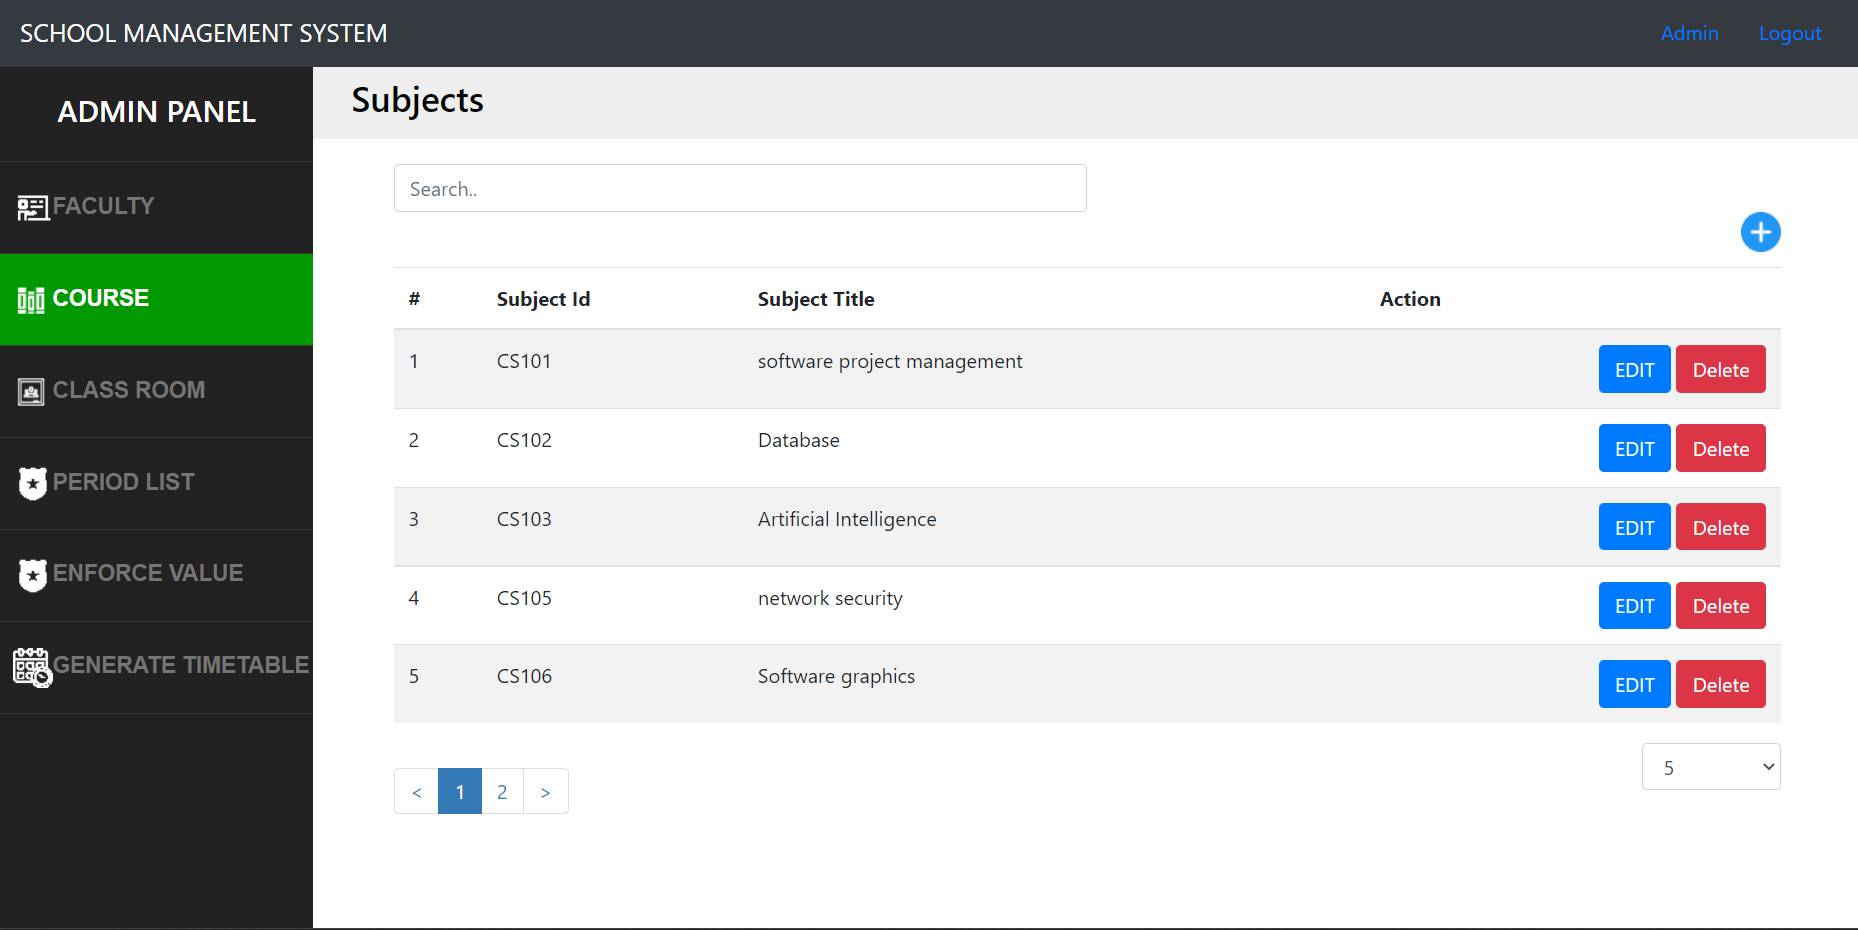 SCHOOL MANAGEMENT SYSTEM
Admin Logout
ADMIN PANEL
FACULTY
COURSE
CLASS ROOM
PERIOD LIST
ENFORCE VALUE
GENERATE TIMETABLE
Subjects
Search..
# Subject Id Subject Title Action
1 CS101 software project management EDIT Delete
2 CS102 Database EDIT Delete
3 CS103 Artificial Intelligence EDIT Delete
4 CS105 network security EDIT Delete
5 CS106 Software graphics EDIT Delete
5
< 1 2 >